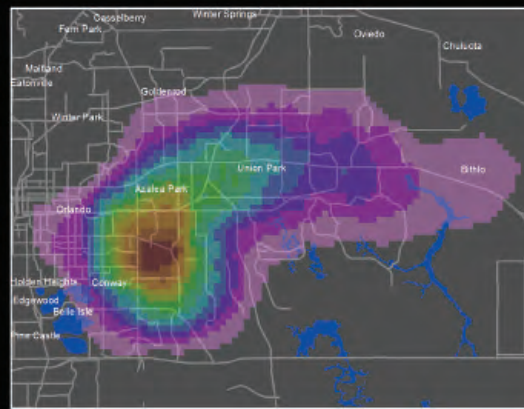 Casselberry
Winter Springs
Fern Park
Oviedo
Chuluota
Maitland
Eatonville
Goldenrod
Winter Park
Union Park
Bithlo
Azalea Park
Orlando
Holden Heights
Conway
Edgewood
Belle Isle
Pine Castle